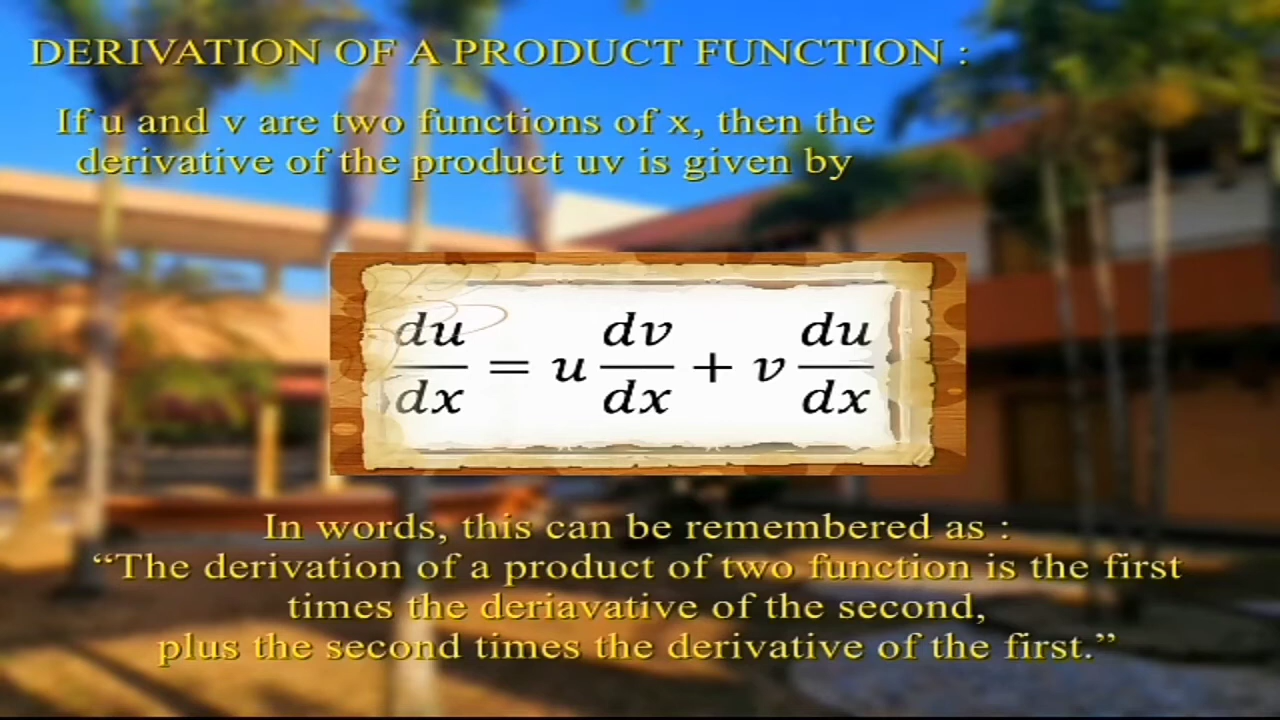 DERIVATION OF A PRODUCT FUNCTION :
If u and v are two functions of x, then the
derivative of the product uv is given by
du/dx = u dv/dx + v du/dx
In words, this can be remembered as :
“The derivation of a product of two function is the first
times the deriavative of the second,
plus the second times the derivative of the first.”